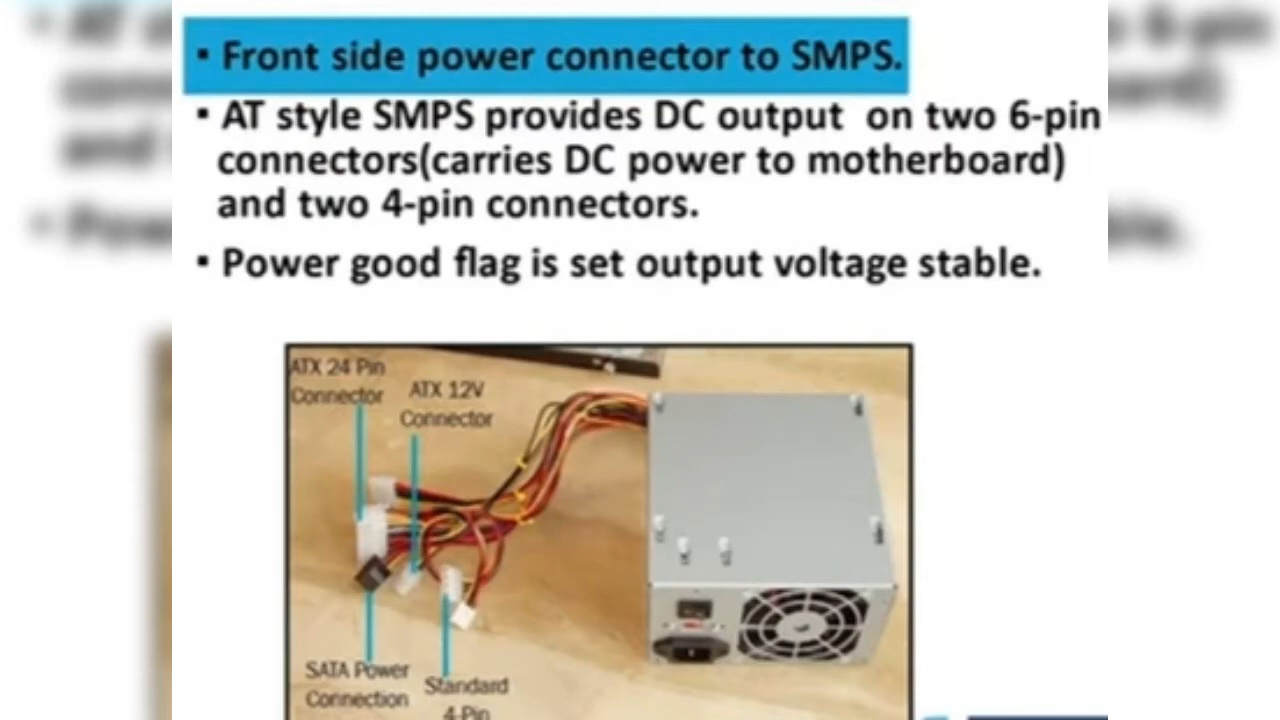 ▪ Front side power connector to SMPS.
▪ AT style SMPS provides DC output on two 6-pin
connectors(carries DC power to motherboard)
and two 4-pin connectors.
▪ Power good flag is set output voltage stable.
ATX 24 Pin
Connector
ATX 12V
Connector
SATA Power
Connection
Standard
4-Pin